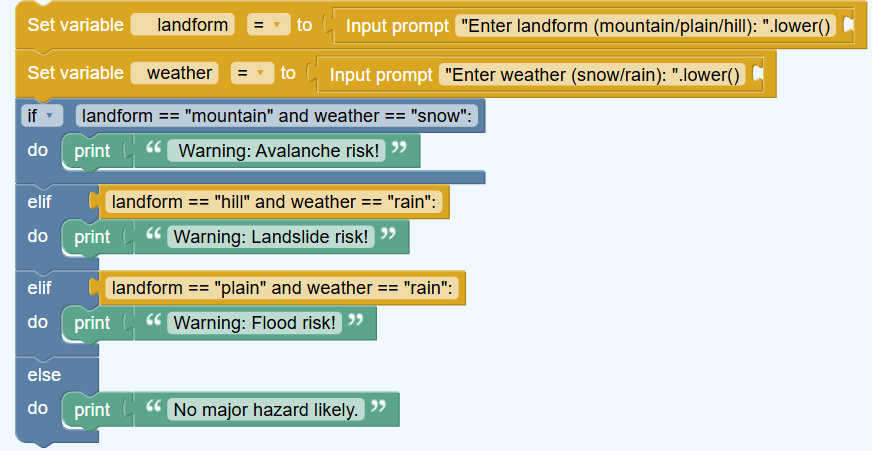 Set variable landform = to Input prompt "Enter landform (mountain/plain/hill): ".lower()
Set variable weather = to Input prompt "Enter weather (snow/rain): ".lower()
if landform == "mountain" and weather == "snow":
do print “ Warning: Avalanche risk! ”
elif landform == "hill" and weather == "rain":
do print “ Warning: Landslide risk! ”
elif landform == "plain" and weather == "rain":
do print “ Warning: Flood risk! ”
else
do print “ No major hazard likely. ”